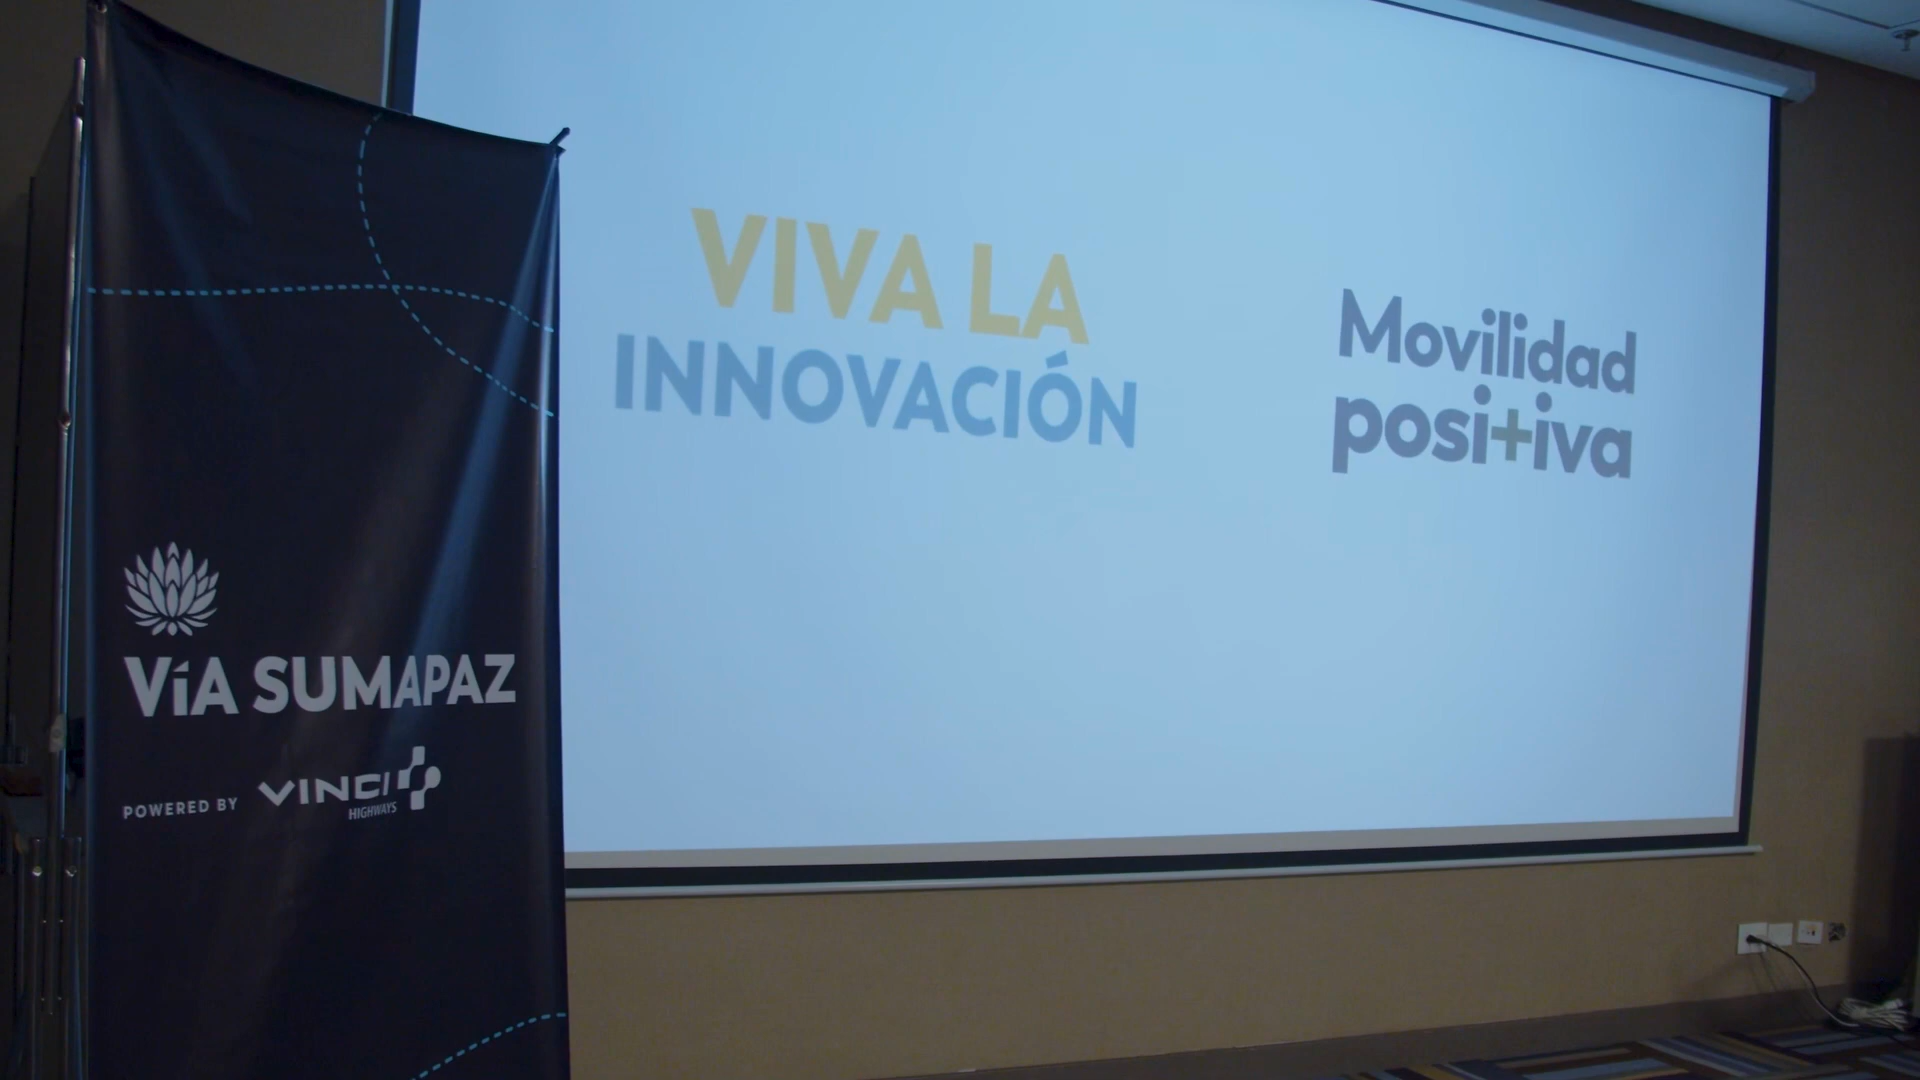 VIVA LA
INNOVACIÓN
Movilidad
posi+iva
VíA SUMAPAZ
POWERED BY VINCI
HIGHWAYS